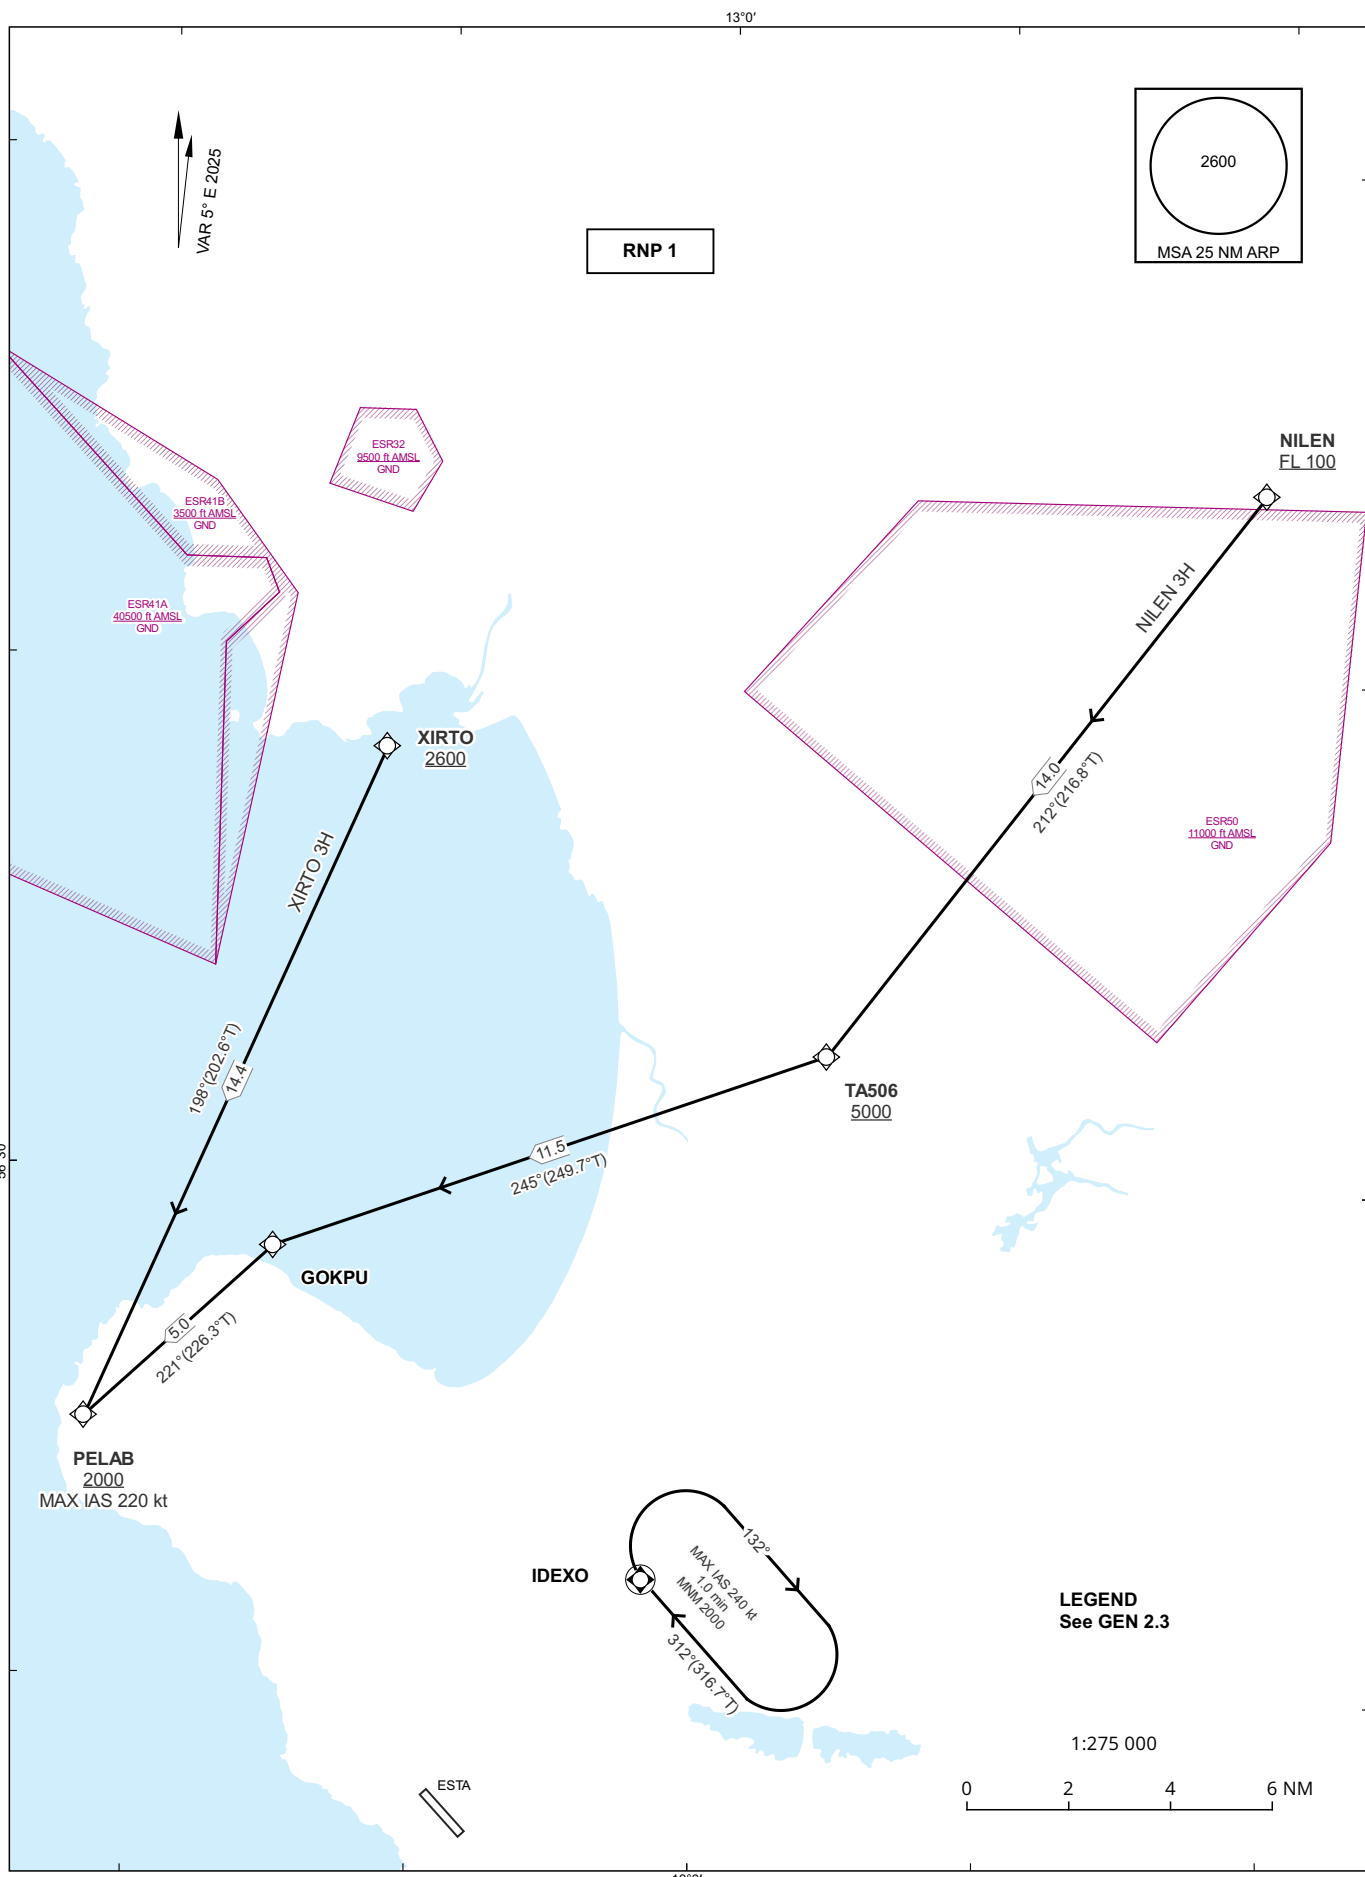 13°0'
VAR 5° E 2025
RNP 1
2600
MSA 25 NM ARP
ESR32
9500 ft AMSL
GND
NILEN
FL 100
ESR41B
3500 ft AMSL
GND
NILEN 3H
ESR41A
40500 ft AMSL
GND
XIRTO
2600
14.0
212°(216.8°T)
ESR50
11000 ft AMSL
GND
XIRTO 3H
198°(202.6°T)
14.4
TA506
5000
11.5
245°(249.7°T)
GOKPU
5.0
221°(226.3°T)
PELAB
2000
MAX IAS 220 kt
132°
MAX IAS 240 kt
1.0 min
MNM 2000
IDEXO
312°(316.7°T)
LEGEND
See GEN 2.3
1:275 000
0 2 4 6 NM
ESTA